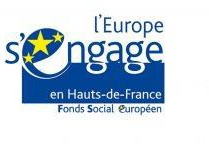 l'Europe
s'engage
en Hauts-de-France
Fonds Social Européen